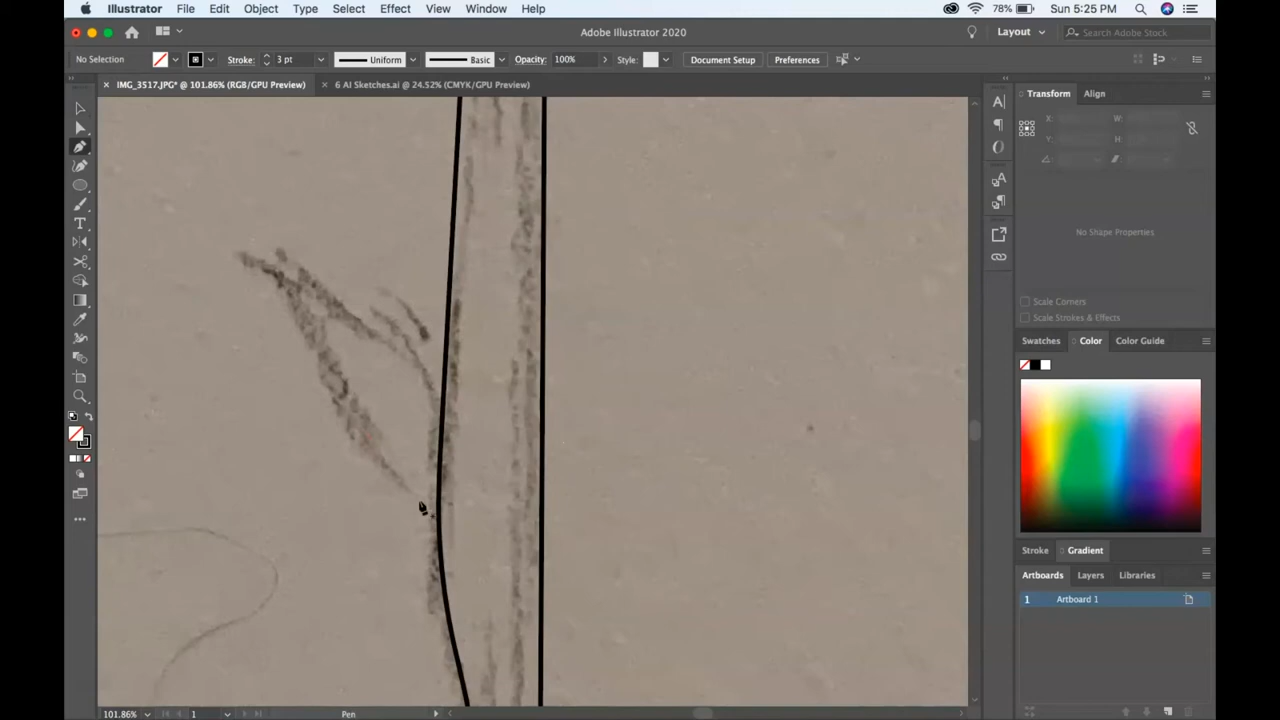 Illustrator File Edit Object Type Select Effect View Window Help 78% Sun 5:25 PM
Adobe Illustrator 2020 Layout Search Adobe Stock
No Selection Stroke: 3 pt Uniform Basic Opacity: 100% Style: Document Setup Preferences
× IMG_3517.JPG* @ 101.86% (RGB/GPU Preview) × 6 AI Sketches.ai @ 24.52% (CMYK/GPU Preview)
Transform Align
X: W:
Y: H:
No Shape Properties
Scale Corners
Scale Strokes & Effects
Swatches Color Color Guide
Stroke Gradient
Artboards Layers Libraries
1 Artboard 1
101.86% 1 Pen